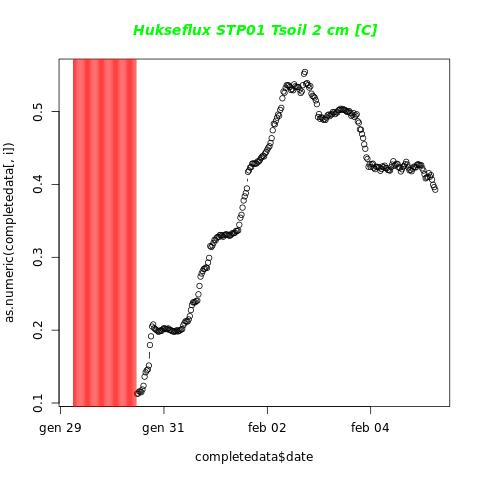 Hukseflux STP01 Tsoil 2 cm [C]
as.numeric(completedata[, i])
0.5
0.4
0.3
0.2
0.1
gen 29 gen 31 feb 02 feb 04
completedata$date